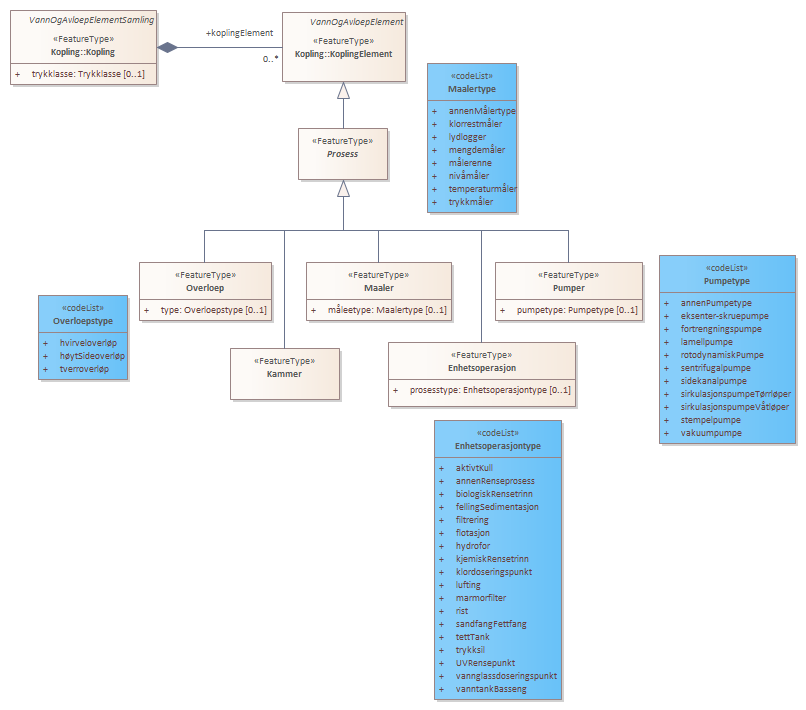 VannOgAvloepElementSamling
«FeatureType»
Kopling::Kopling
+ trykklasse: Trykklasse [0..1]
+koplingElement
0..*
VannOgAvloepElement
«FeatureType»
Kopling::KoplingElement
«FeatureType»
Prosess
«codeList»
Maalertype
+ annenMålertype
+ klorrestmåler
+ lydlogger
+ mengdemåler
+ målerenne
+ nivåmåler
+ temperaturmåler
+ trykkmåler
«FeatureType»
Overloep
+ type: Overloepstype [0..1]
«FeatureType»
Maaler
+ måleetype: Maalertype [0..1]
«FeatureType»
Pumper
+ pumpetype: Pumpetype [0..1]
«codeList»
Overloepstype
+ hvirveloverløp
+ høytSideoverløp
+ tverroverløp
«FeatureType»
Kammer
«FeatureType»
Enhetsoperasjon
+ prosesstype: Enhetsoperasjontype [0..1]
«codeList»
Pumpetype
+ annenPumpetype
+ eksenter-skruepumpe
+ fortrengningspumpe
+ lamellpumpe
+ rotodynamiskPumpe
+ sentrifugalpumpe
+ sidekanalpumpe
+ sirkulasjonspumpeTørrløper
+ sirkulasjonspumpeVåtløper
+ stempelpumpe
+ vakuumpumpe
«codeList»
Enhetsoperasjontype
+ aktivtKull
+ annenRenseprosess
+ biologiskRensetrinn
+ fellingSedimentasjon
+ filtrering
+ flotasjon
+ hydrofor
+ kjemiskRensetrinn
+ klordoseringspunkt
+ lufting
+ marmorfilter
+ rist
+ sandfangFettfang
+ tettTank
+ trykksil
+ UVRensepunkt
+ vannglassdoseringspunkt
+ vanntankBasseng